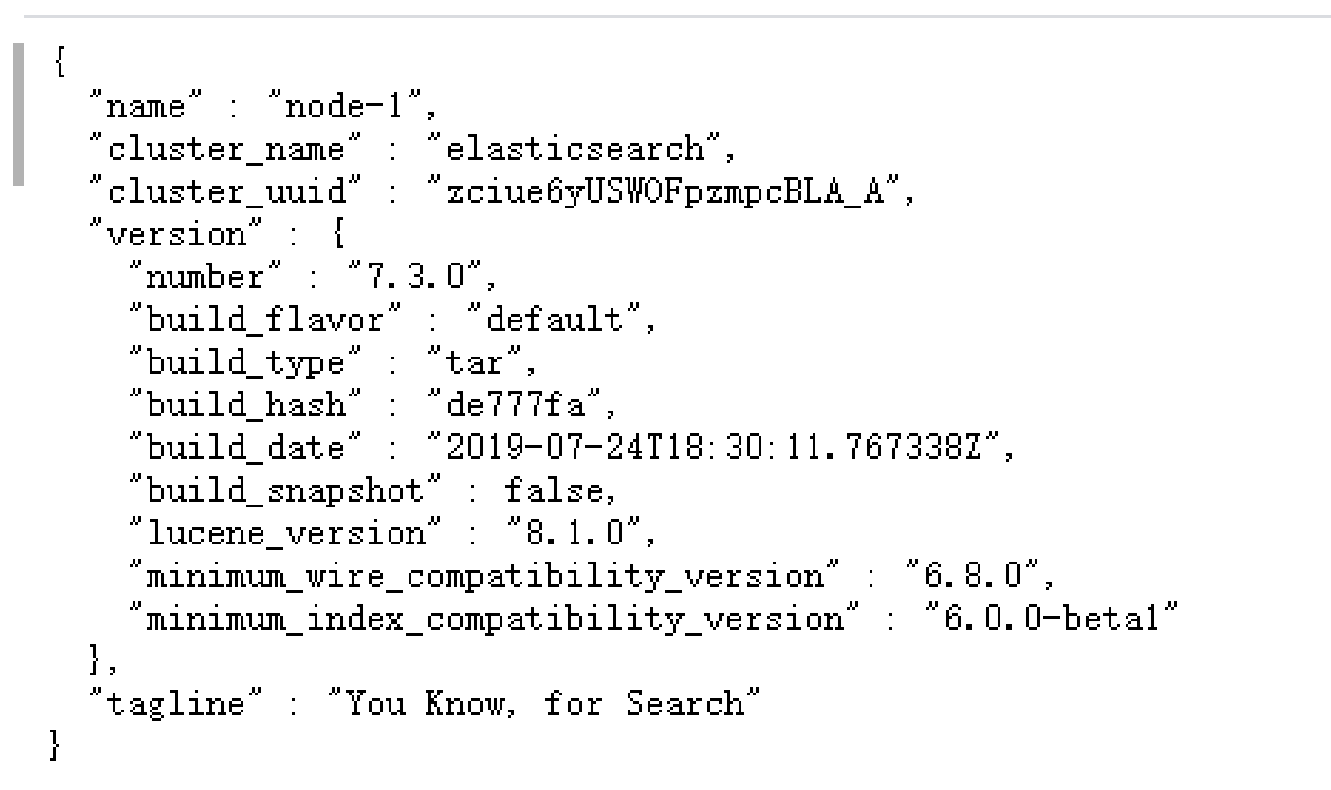 {
  "name" : "node-1",
  "cluster_name" : "elasticsearch",
  "cluster_uuid" : "zciue6yUSWOFpzmpcBLA_A",
  "version" : {
    "number" : "7.3.0",
    "build_flavor" : "default",
    "build_type" : "tar",
    "build_hash" : "de777fa",
    "build_date" : "2019-07-24T18:30:11.767338Z",
    "build_snapshot" : false,
    "lucene_version" : "8.1.0",
    "minimum_wire_compatibility_version" : "6.8.0",
    "minimum_index_compatibility_version" : "6.0.0-beta1"
  },
  "tagline" : "You Know, for Search"
}